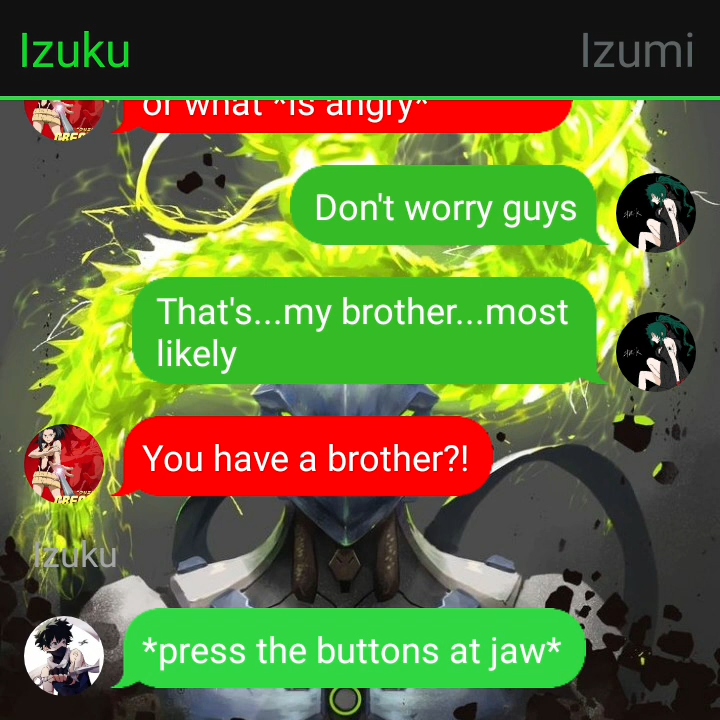 Izuku
Izumi
or what *is angry*
Don't worry guys
That's...my brother...most
likely
You have a brother?!
Izuku
*press the buttons at jaw*